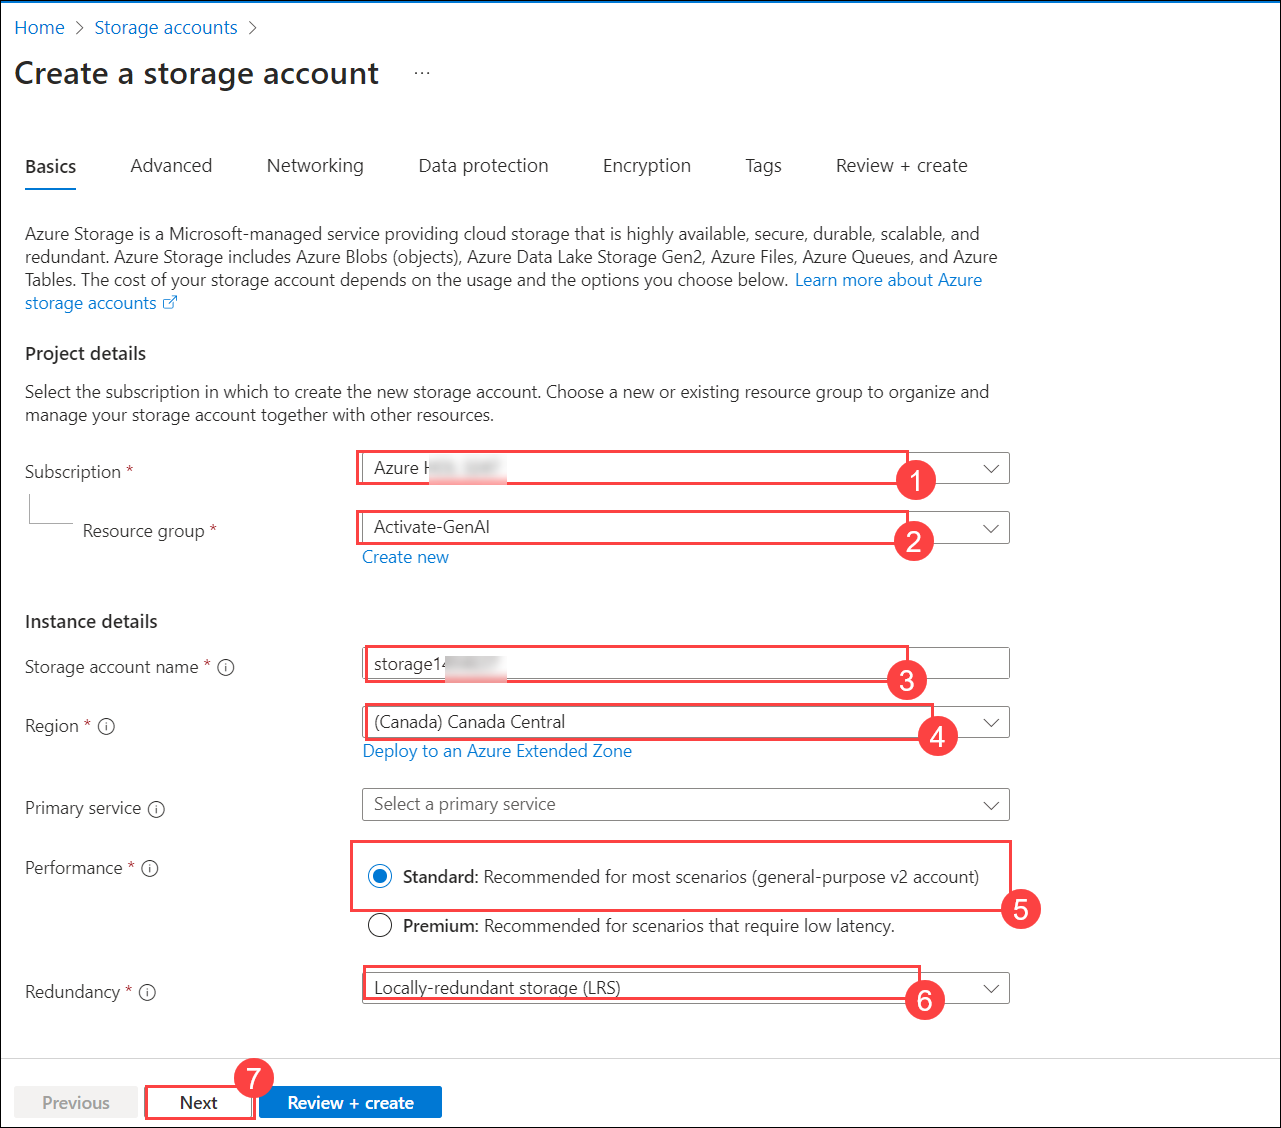 Home > Storage accounts >
Create a storage account ...
Basics Advanced Networking Data protection Encryption Tags Review + create
Azure Storage is a Microsoft-managed service providing cloud storage that is highly available, secure, durable, scalable, and
redundant. Azure Storage includes Azure Blobs (objects), Azure Data Lake Storage Gen2, Azure Files, Azure Queues, and Azure
Tables. The cost of your storage account depends on the usage and the options you choose below. Learn more about Azure
storage accounts
Project details
Select the subscription in which to create the new storage account. Choose a new or existing resource group to organize and
manage your storage account together with other resources.
Subscription * Azure 1
Resource group * Activate-GenAI 2
Create new
Instance details
Storage account name * storage1 3
Region * (Canada) Canada Central 4
Deploy to an Azure Extended Zone
Primary service Select a primary service
Performance * Standard: Recommended for most scenarios (general-purpose v2 account) 5
Premium: Recommended for scenarios that require low latency.
Redundancy * Locally-redundant storage (LRS) 6
Previous Next 7 Review + create